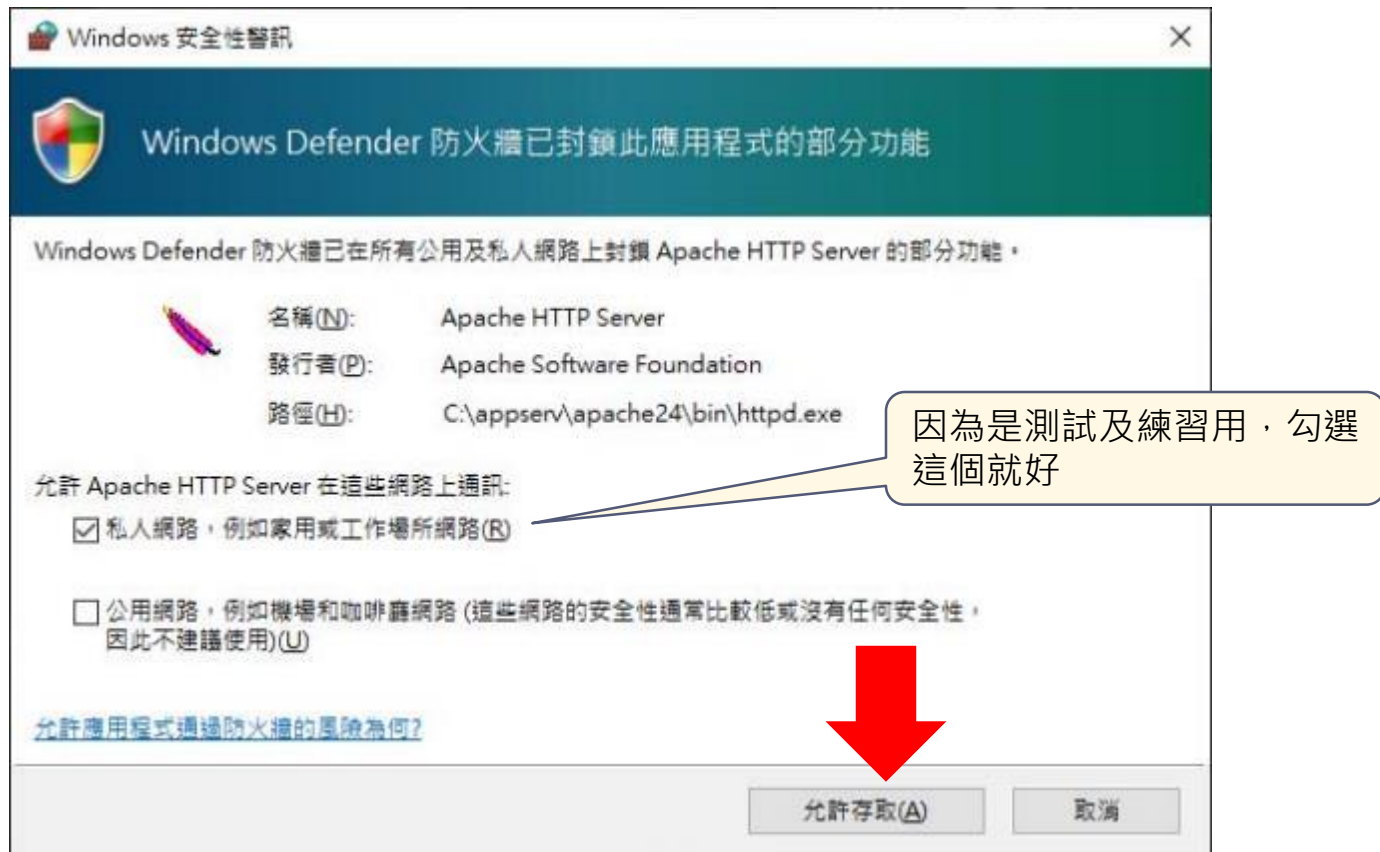 Windows 安全性警訊
Windows Defender 防火牆已封鎖此應用程式的部分功能
Windows Defender 防火牆已在所有公用及私人網路上封鎖 Apache HTTP Server 的部分功能。
名稱(N): Apache HTTP Server
發行者(P): Apache Software Foundation
路徑(H): C:\appserv\apache24\bin\httpd.exe
因為是測試及練習用，勾選
這個就好
允許 Apache HTTP Server 在這些網路上通訊:
私人網路，例如家用或工作場所網路(R)
公用網路，例如機場和咖啡廳網路 (這些網路的安全性通常比較低或沒有任何安全性，
因此不建議使用)(U)
允許應用程式通過防火牆的風險為何?
允許存取(A) 取消